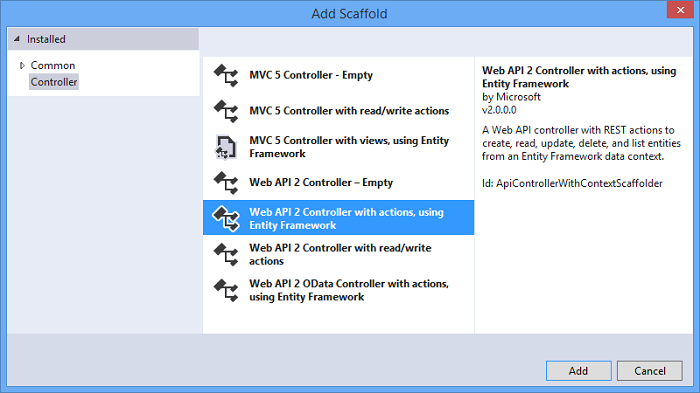 Add Scaffold
Installed
Common
Controller
MVC 5 Controller - Empty
MVC 5 Controller with read/write actions
MVC 5 Controller with views, using Entity
Framework
Web API 2 Controller – Empty
Web API 2 Controller with actions, using
Entity Framework
Web API 2 Controller with read/write
actions
Web API 2 OData Controller with actions,
using Entity Framework
Web API 2 Controller with actions, using
Entity Framework
by Microsoft
v2.0.0.0
A Web API controller with REST actions to
create, read, update, delete, and list entities
from an Entity Framework data context.
Id: ApiControllerWithContextScaffolder
Add
Cancel